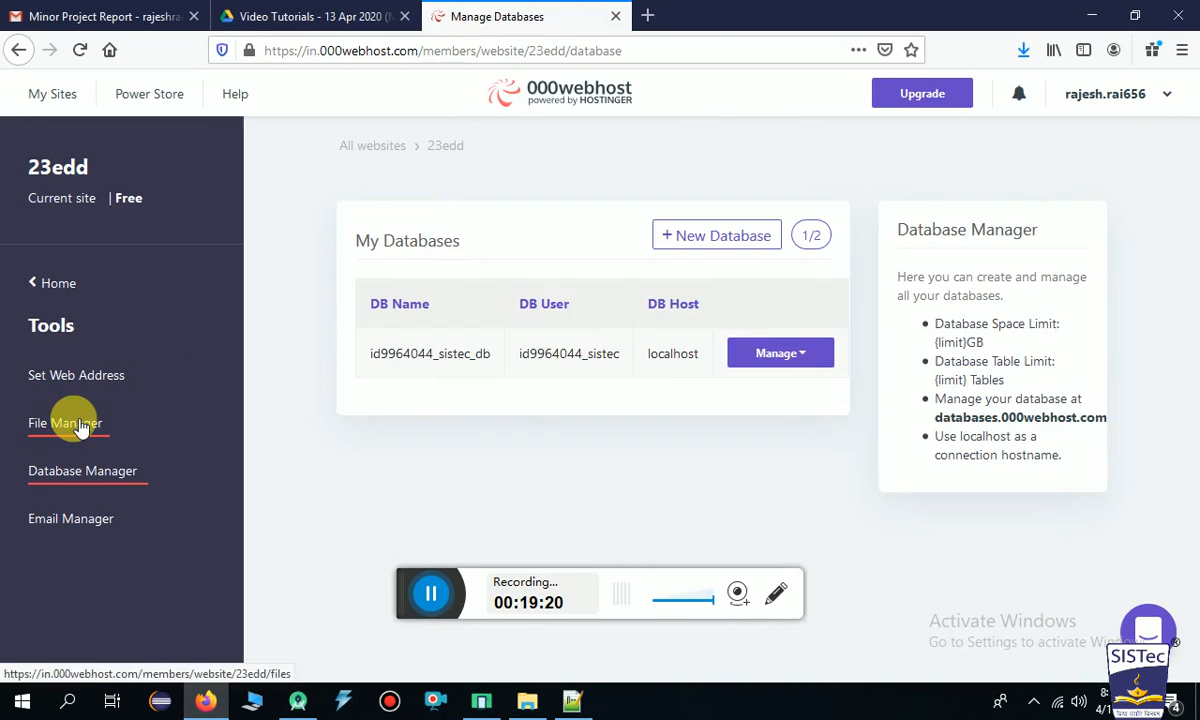 Minor Project Report - rajeshra
Video Tutorials - 13 Apr 2020 (
Manage Databases
https://in.000webhost.com/members/website/23edd/database
My Sites
Power Store
Help
000webhost
powered by HOSTINGER
Upgrade
rajesh.rai656
23edd
Current site | Free
All websites > 23edd
Home
Tools
Set Web Address
File Manager
Database Manager
Email Manager
My Databases
+ New Database
1/2
DB Name DB User DB Host
id9964044_sistec_db id9964044_sistec localhost Manage
Database Manager
Here you can create and manage
all your databases.
• Database Space Limit:
{limit}GB
• Database Table Limit:
{limit} Tables
• Manage your database at
databases.000webhost.com
• Use localhost as a
connection hostname.
Recording...
00:19:20
Activate Windows
Go to Settings to activate
SISTec
®
https://in.000webhost.com/members/website/23edd/files
4